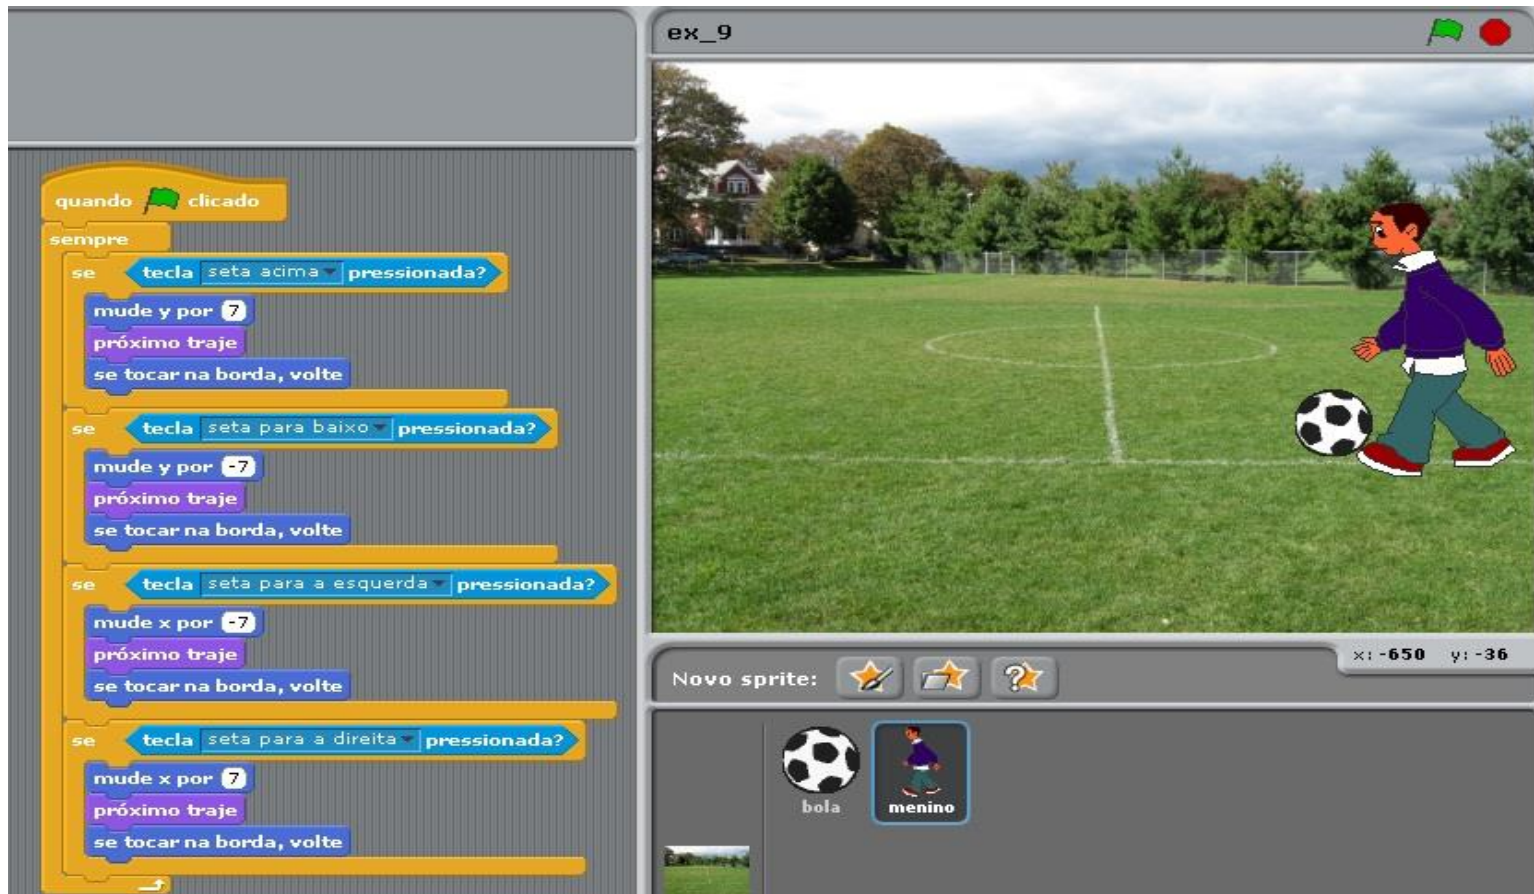 ex_9
quando clicado
sempre
se tecla seta acima pressionada?
mude y por 7
próximo traje
se tocar na borda, volte
se tecla seta para baixo pressionada?
mude y por -7
próximo traje
se tocar na borda, volte
se tecla seta para a esquerda pressionada?
mude x por -7
próximo traje
se tocar na borda, volte
se tecla seta para a direita pressionada?
mude x por 7
próximo traje
se tocar na borda, volte
x: -650 y: -36
Novo sprite:
bola
menino